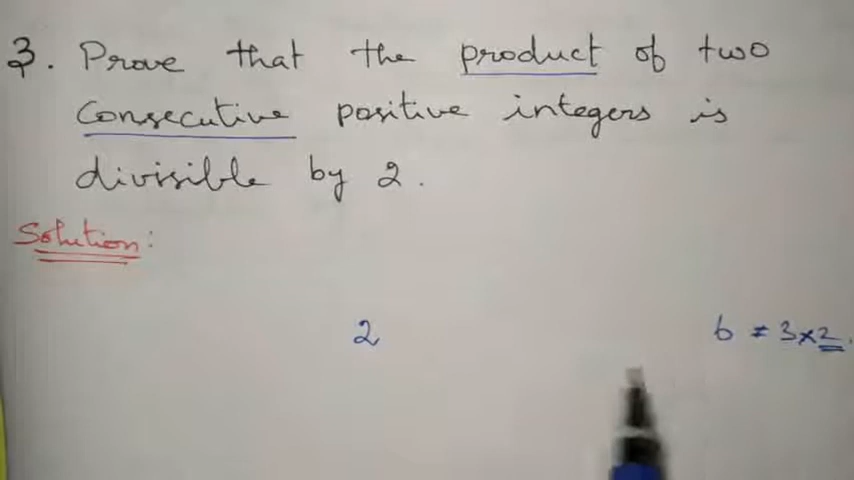 3. Prove that the product of two
consecutive positive integers is
divisible by 2.
Solution:
2 6 = 3×2.